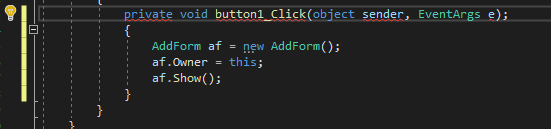 {
private void button1_Click(object sender, EventArgs e);
{
AddForm af = new AddForm();
af.Owner = this;
af.Show();
}
}
}